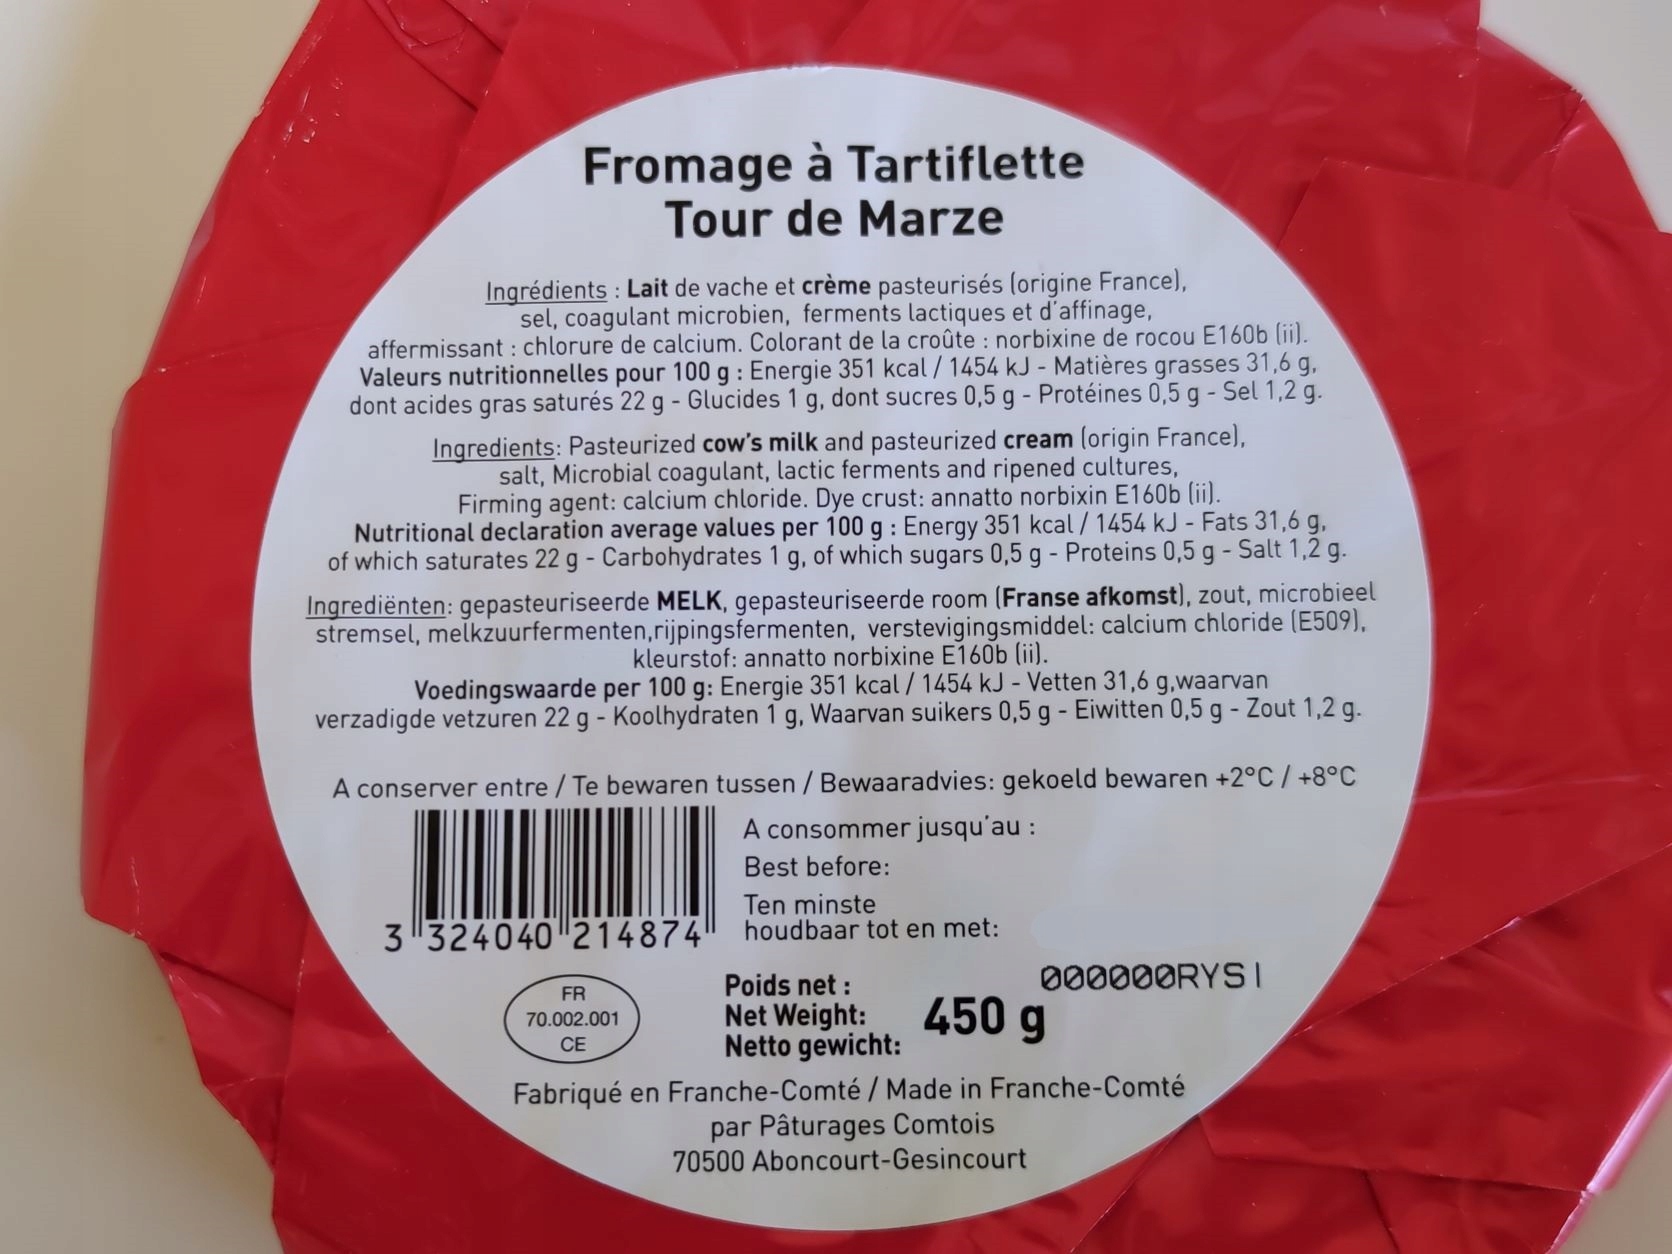 Fromage à Tartiflette
Tour de Marze
Ingrédients : Lait de vache et crème pasteurisés (origine France),
sel, coagulant microbien, ferments lactiques et d'affinage,
affermissant : chlorure de calcium. Colorant de la croûte : norbixine de rocou E160b (ii).
Valeurs nutritionnelles pour 100 g : Energie 351 kcal / 1454 kJ - Matières grasses 31,6 g,
dont acides gras saturés 22 g - Glucides 1 g, dont sucres 0,5 g - Protéines 0,5 g - Sel 1,2 g.
Ingredients: Pasteurized cow's milk and pasteurized cream (origin France),
salt, Microbial coagulant, lactic ferments and ripened cultures,
Firming agent: calcium chloride. Dye crust: annatto norbixin E160b (ii).
Nutritional declaration average values per 100 g : Energy 351 kcal / 1454 kJ - Fats 31,6 g,
of which saturates 22 g - Carbohydrates 1 g, of which sugars 0,5 g - Proteins 0,5 g - Salt 1,2 g.
Ingrediënten: gepasteuriseerde MELK, gepasteuriseerde room (Franse afkomst), zout, microbieel
stremsel, melkzuurfermenten,rijpingsfermenten, verstevigingsmiddel: calcium chloride (E509),
kleurstof: annatto norbixine E160b (ii).
Voedingswaarde per 100 g: Energie 351 kcal / 1454 kJ - Vetten 31,6 g,waarvan
verzadigde vetzuren 22 g - Koolhydraten 1 g, Waarvan suikers 0,5 g - Eiwitten 0,5 g - Zout 1,2 g.
A conserver entre / Te bewaren tussen / Bewaaradvies: gekoeld bewaren +2°C / +8°C
A consommer jusqu'au :
Best before:
Ten minste
houdbaar tot en met:
3 324040 214874
000000RYS I
FR
70.002.001
CE
Poids net :
Net Weight:
Netto gewicht:
450 g
Fabriqué en Franche-Comté / Made in Franche-Comté
par Pâturages Comtois
70500 Aboncourt-Gesincourt